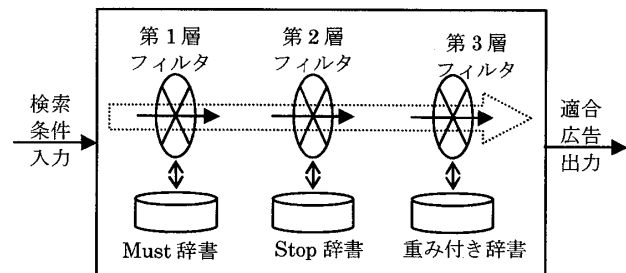 第1層
フィルタ
第2層
フィルタ
第3層
フィルタ
検索
条件
入力
適合
広告
出力
Must 辞書
Stop 辞書
重み付き辞書